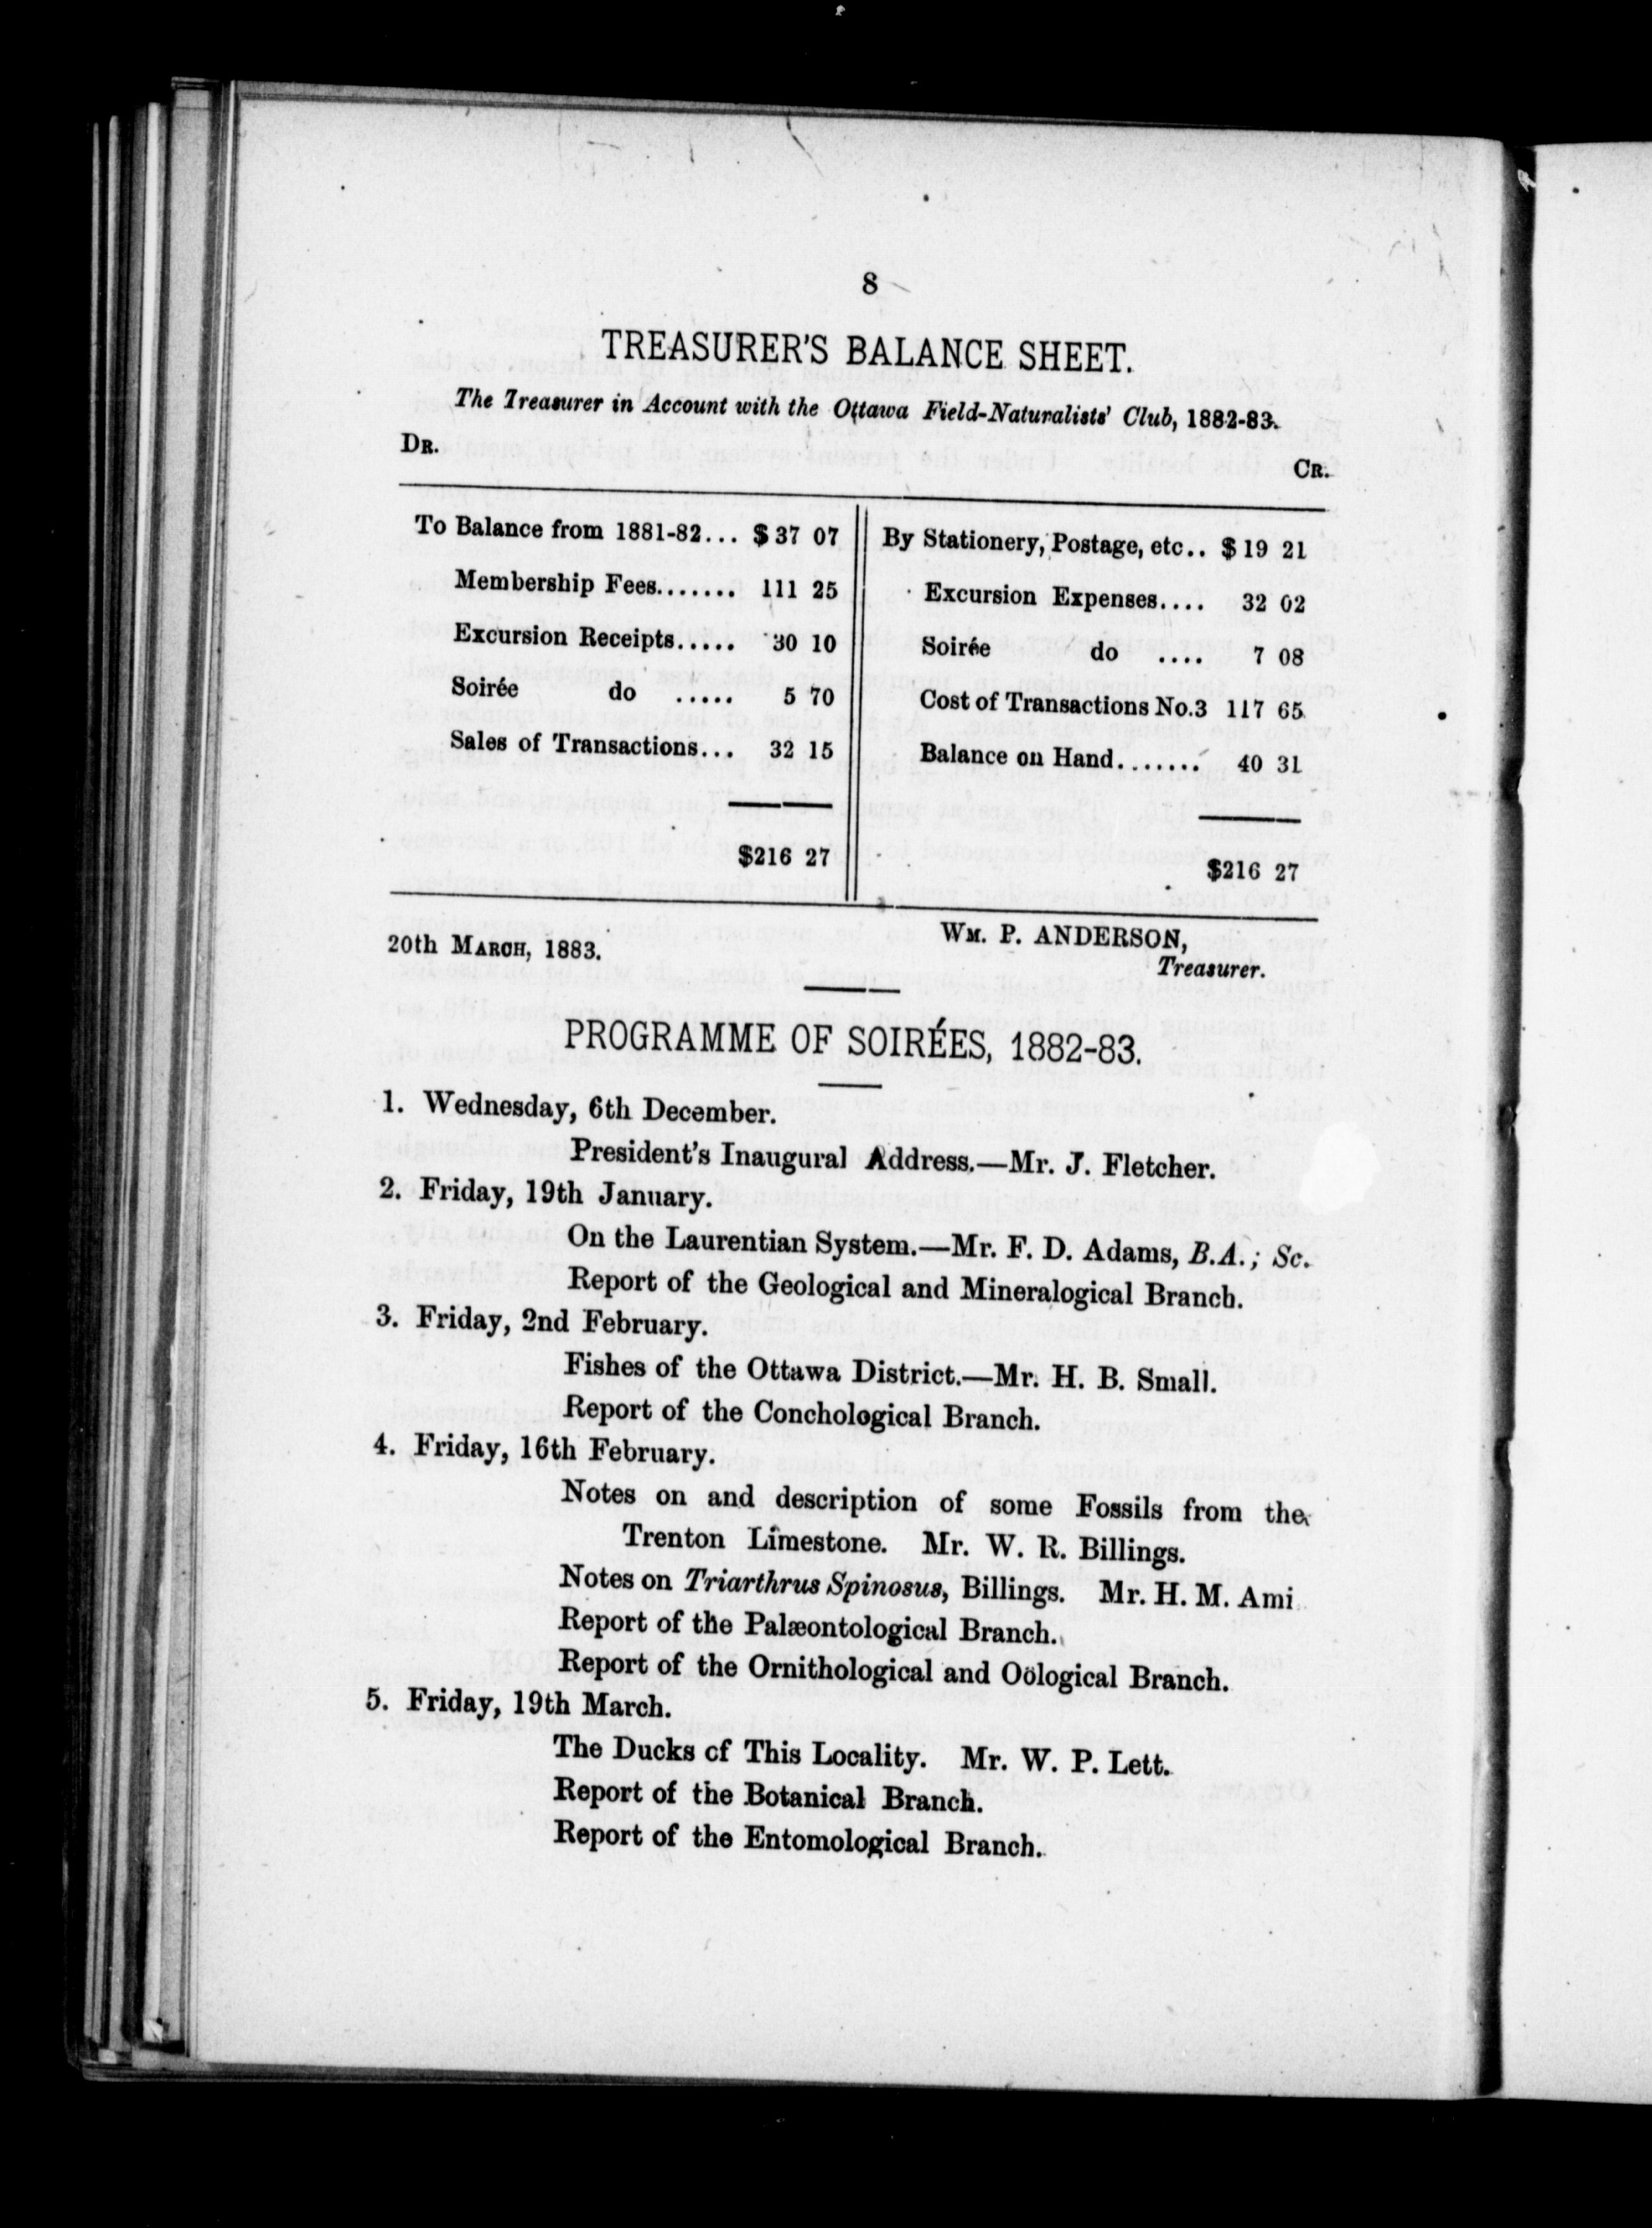 8
TREASURER'S BALANCE SHEET.
The Treasurer in Account with the Ottawa Field-Naturalists' Club, 1882-83.
DR.
CR.
To Balance from 1881-82... $ 37 07
Membership Fees....... 111 25
Excursion Receipts..... 30 10
Soirée do ..... 5 70
Sales of Transactions... 32 15
$216 27
By Stationery, Postage, etc.. $ 19 21
Excursion Expenses.... 32 02
Soirée do .... 7 08
Cost of Transactions No.3 117 65
Balance on Hand....... 40 31
$216 27
20th MARCH, 1883.
WM. P. ANDERSON,
Treasurer.
PROGRAMME OF SOIRÉES, 1882-83.
1. Wednesday, 6th December.
President's Inaugural Address.—Mr. J. Fletcher.
2. Friday, 19th January.
On the Laurentian System.—Mr. F. D. Adams, B.A.; Sc.
Report of the Geological and Mineralogical Branch.
3. Friday, 2nd February.
Fishes of the Ottawa District.—Mr. H. B. Small.
Report of the Conchological Branch.
4. Friday, 16th February.
Notes on and description of some Fossils from the
Trenton Limestone. Mr. W. R. Billings.
Notes on Triarthrus Spinosus, Billings. Mr. H. M. Ami
Report of the Palæontological Branch.
Report of the Ornithological and Oölogical Branch.
5. Friday, 19th March.
The Ducks of This Locality. Mr. W. P. Lett.
Report of the Botanical Branch.
Report of the Entomological Branch.